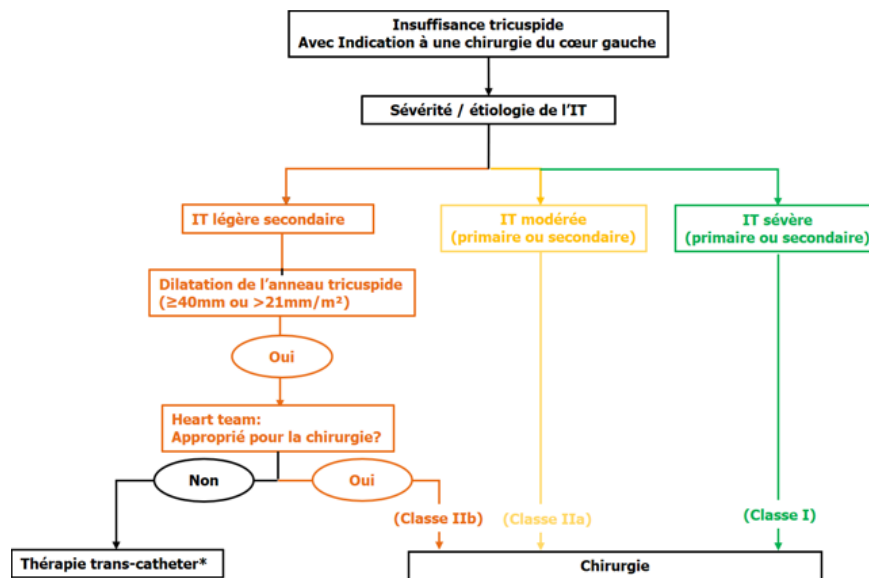 Insuffisance tricuspide
Avec Indication à une chirurgie du cœur gauche
Sévérité / étiologie de l'IT
IT légère secondaire
IT modérée
(primaire ou secondaire)
IT sévère
(primaire ou secondaire)
Dilatation de l'anneau tricuspide
(≥40mm ou >21mm/m²)
Oui
Heart team:
Approprié pour la chirurgie?
Non
Oui
(Classe IIb)
(Classe IIa)
(Classe I)
Thérapie trans-catheter*
Chirurgie